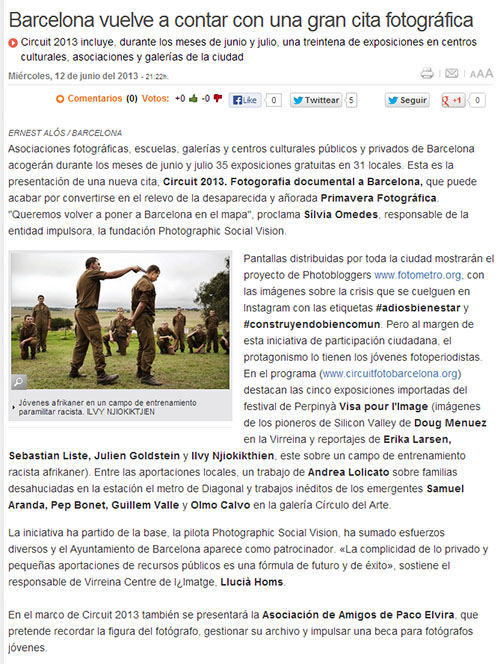 Barcelona vuelve a contar con una gran cita fotográfica
Circuit 2013 incluye, durante los meses de junio y julio, una treintena de exposiciones en centros
culturales, asociaciones y galerías de la ciudad
Miércoles, 12 de junio del 2013 - 21:22h.
AAA
Comentarios (0) Votos: +0 -0 Like 0 Twittear 5 Seguir +1 0
ERNEST ALÓS / BARCELONA
Asociaciones fotográficas, escuelas, galerías y centros culturales públicos y privados de Barcelona
acogerán durante los meses de junio y julio 35 exposiciones gratuitas en 31 locales. Esta es la
presentación de una nueva cita, Circuit 2013. Fotogorafia documental a Barcelona, que puede
acabar por convertirse en el relevo de la desaparecida y añorada Primavera Fotográfica.
"Queremos volver a poner a Barcelona en el mapa", proclama Silvia Omedes, responsable de la
entidad impulsora, la fundación Photographic Social Vision.
Pantallas distribuidas por toda la ciudad mostrarán el
proyecto de Photobloggers www.fotometro.org, con
las imágenes sobre la crisis que se cuelguen en
Instagram con las etiquetas #adiosbienestar y
#construyendobiencomun. Pero al margen de
esta iniciativa de participación ciudadana, el
protagonismo lo tienen los jóvenes fotoperiodistas.
En el programa (www.circuitfotobarcelona.org)
destacan las cinco exposiciones importadas del
festival de Perpinyà Visa pour l'Image (imágenes
de los pioneros de Silicon Valley de Doug Menuez
en la Virreina y reportajes de Erika Larsen,
Jóvenes afrikaner en un campo de entrenamiento
paramilitar racista. ILVY NJIOKIKTJIEN
Sebastian Liste, Julien Goldstein y Ilvy Njiokikthien, este sobre un campo de entrenamiento
racista afrikaner). Entre las aportaciones locales, un trabajo de Andrea Lolicato sobre familias
desahuciadas en la estación el metro de Diagonal y trabajos inéditos de los emergentes Samuel
Aranda, Pep Bonet, Guillem Valle y Olmo Calvo en la galería Círculo del Arte.
La iniciativa ha partido de la base, la pilota Photographic Social Vision, ha sumado esfuerzos
diversos y el Ayuntamiento de Barcelona aparece como patrocinador. «La complicidad de lo privado y
pequeñas aportaciones de recursos públicos es una fórmula de futuro y de éxito», sostiene el
responsable de Virreina Centre de l¿Imatge, Llucià Homs.
En el marco de Circuit 2013 también se presentará la Asociación de Amigos de Paco Elvira, que
pretende recordar la figura del fotógrafo, gestionar su archivo y impulsar una beca para fotógrafos
jóvenes.